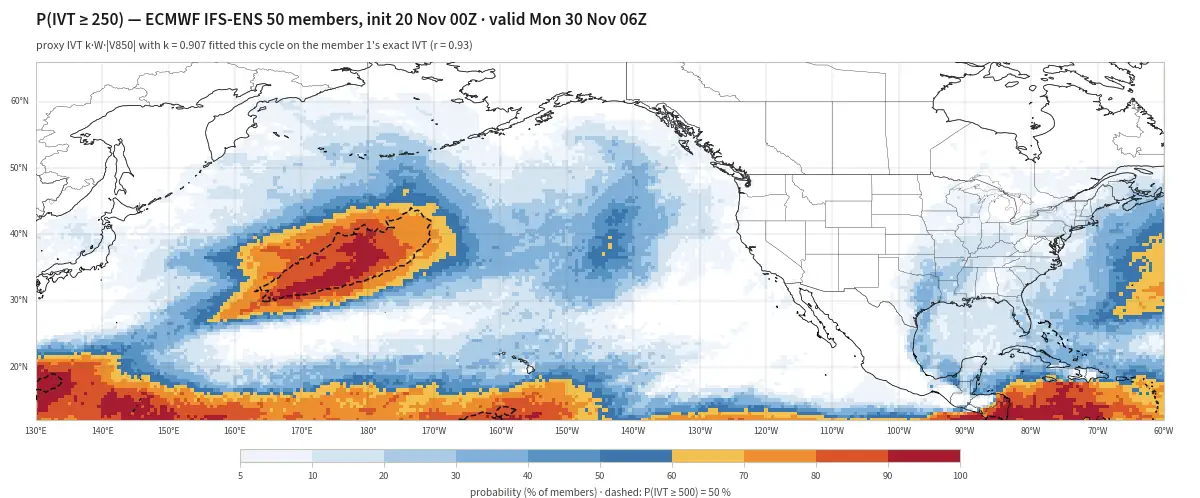 P(IVT ≥ 250) — ECMWF IFS-ENS 50 members, init 20 Nov 00Z · valid Mon 30 Nov 06Z
proxy IVT k·W·|V850| with k = 0.907 fitted this cycle on the member 1's exact IVT (r = 0.93)
60°N
50°N
40°N
30°N
20°N
130°E 140°E 150°E 160°E 170°E 180° 170°W 160°W 150°W 140°W 130°W 120°W 110°W 100°W 90°W 80°W 70°W 60°W
5 10 20 30 40 50 60 70 80 90 100
probability (% of members) · dashed: P(IVT ≥ 500) = 50 %